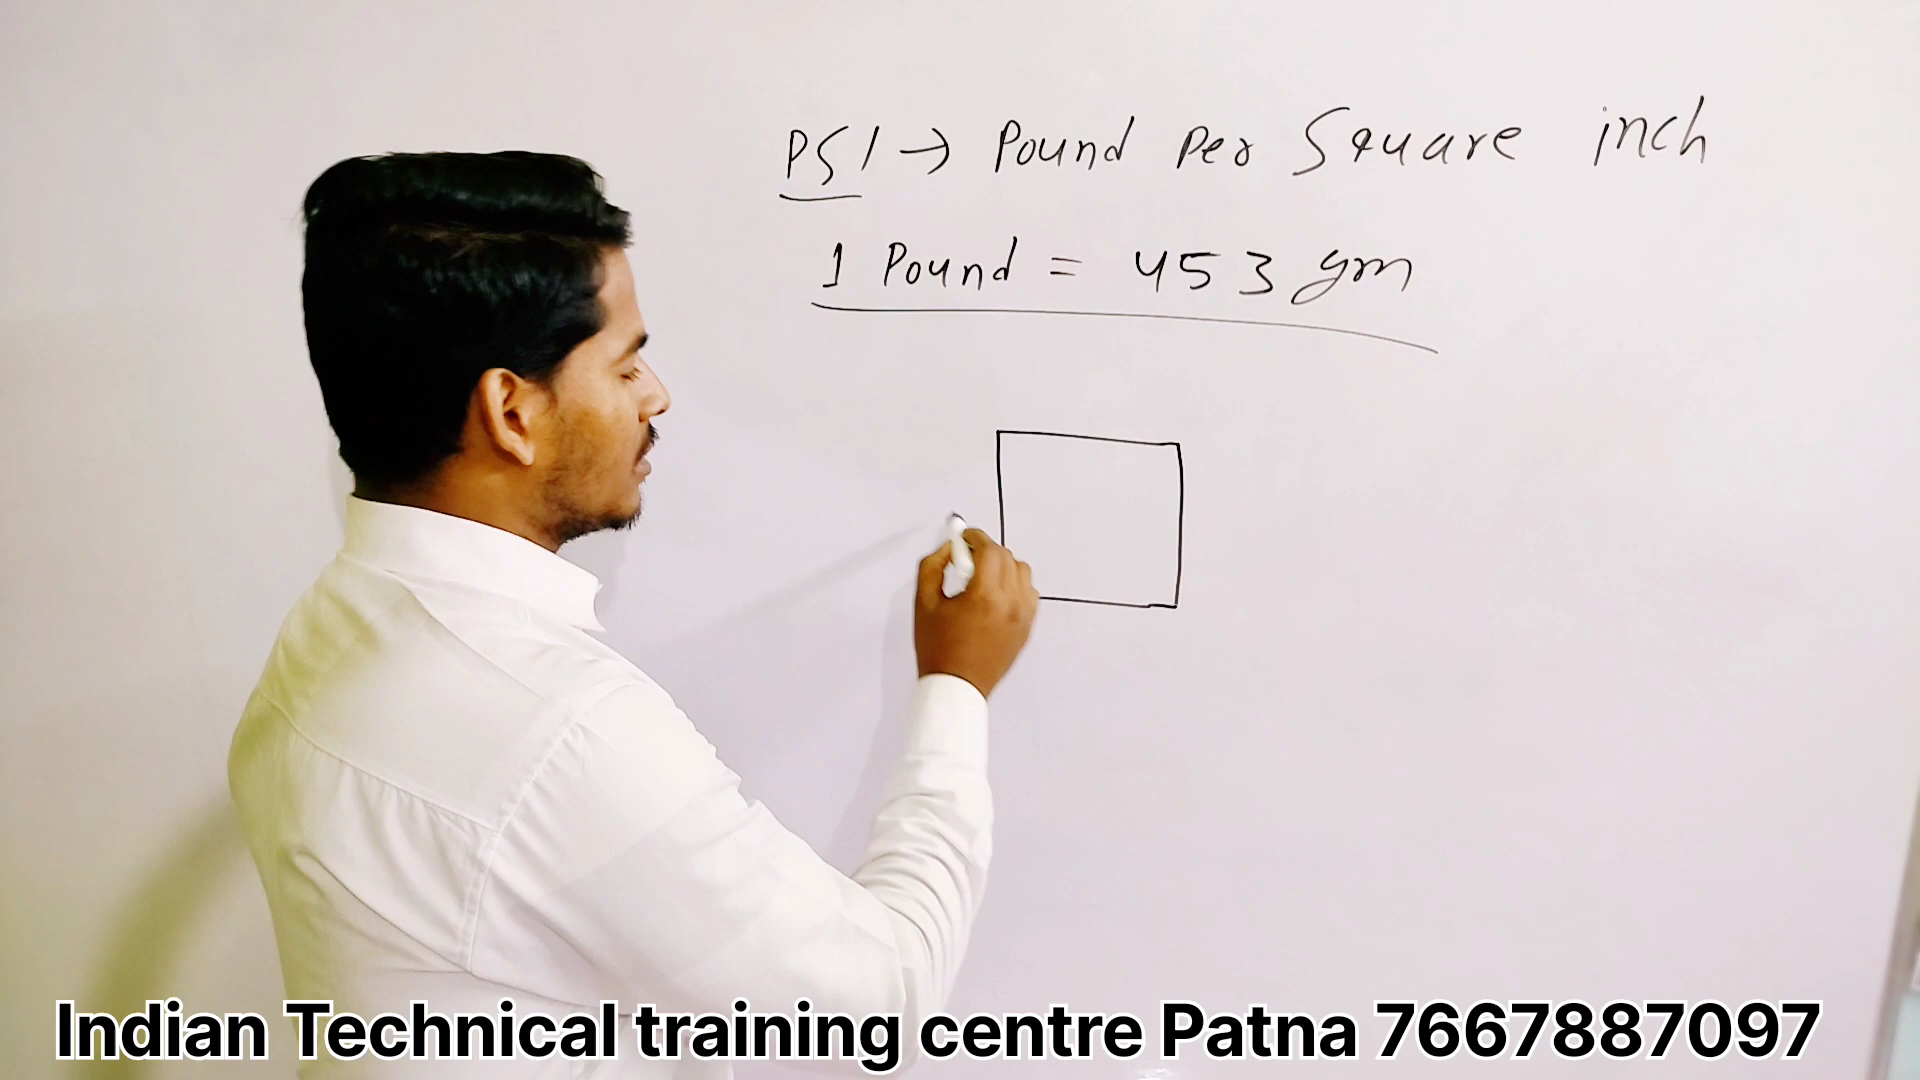 PSI → Pound Per Square inch
1 Pound = 453 gm
Indian Technical training centre Patna 7667887097